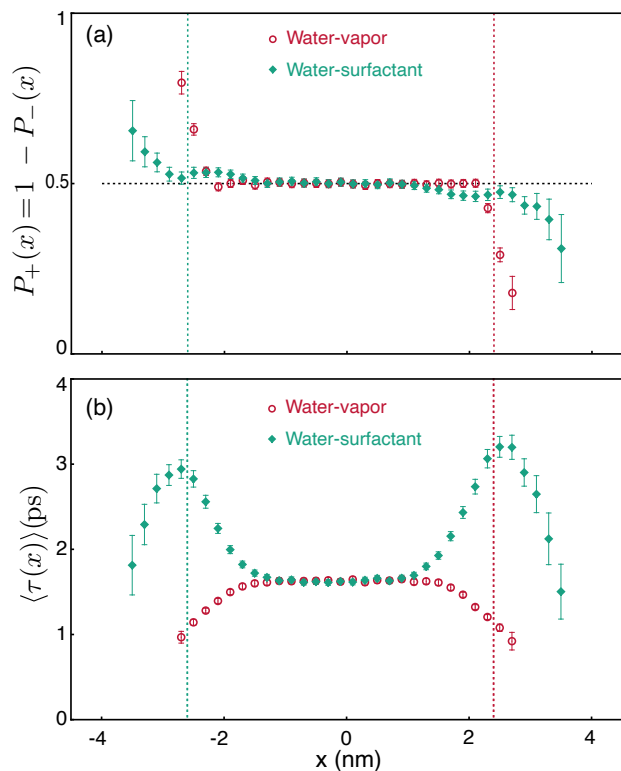 (a)
Water-vapor
Water-surfactant
P₊(x) = 1 − P₋(x)
1
0.5
0
(b)
Water-vapor
Water-surfactant
⟨τ(x)⟩(ps)
4
3
2
1
0
-4 -2 0 2 4
x (nm)